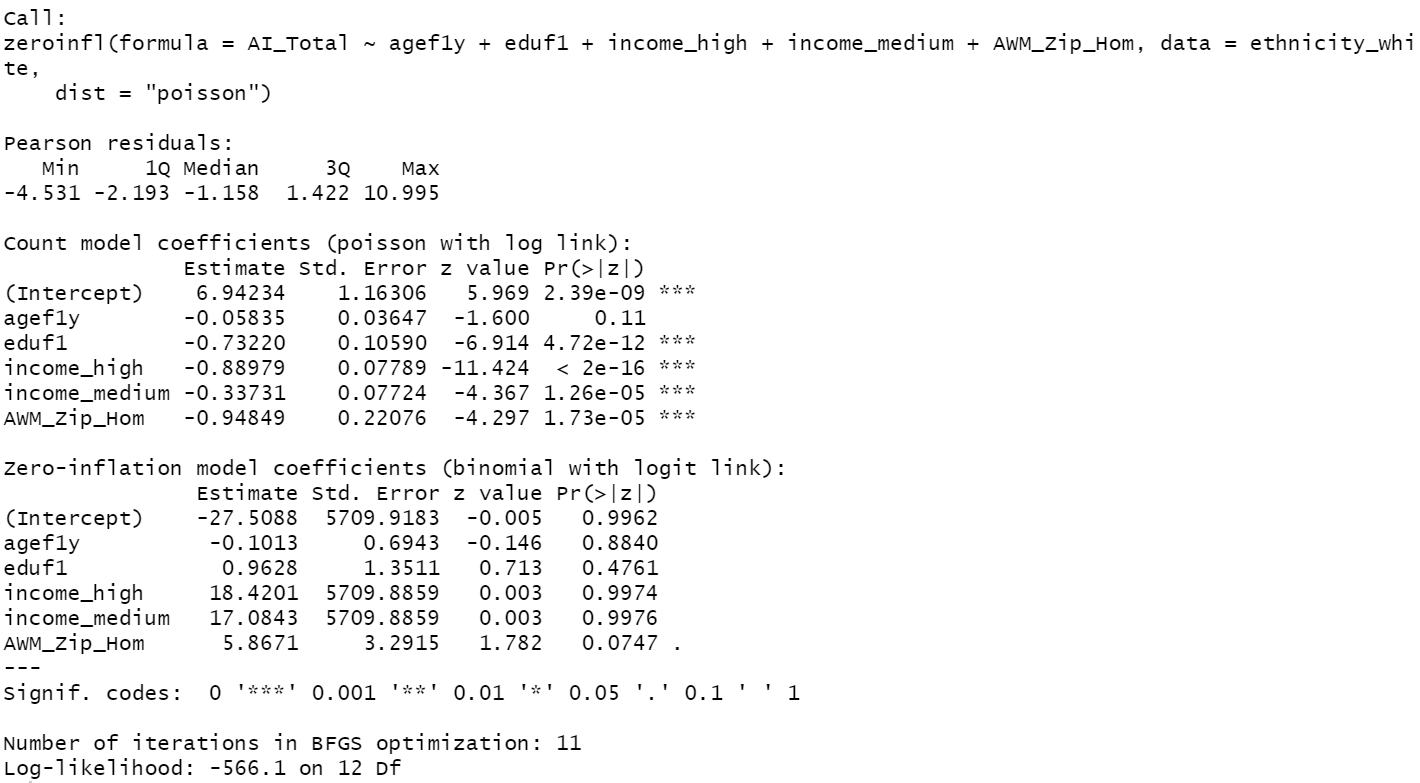 Call:
zeroinfl(formula = AI_Total ~ agef1y + eduf1 + income_high + income_medium + AWM_Zip_Hom, data = ethnicity_whi
te,
    dist = "poisson")

Pearson residuals:
   Min     1Q Median     3Q    Max
-4.531 -2.193 -1.158  1.422 10.995

Count model coefficients (poisson with log link):
              Estimate Std. Error z value Pr(>|z|)
(Intercept)    6.94234    1.16306   5.969 2.39e-09 ***
agef1y        -0.05835    0.03647  -1.600     0.11
eduf1         -0.73220    0.10590  -6.914 4.72e-12 ***
income_high   -0.88979    0.07789 -11.424  < 2e-16 ***
income_medium -0.33731    0.07724  -4.367 1.26e-05 ***
AWM_Zip_Hom   -0.94849    0.22076  -4.297 1.73e-05 ***

Zero-inflation model coefficients (binomial with logit link):
               Estimate Std. Error z value Pr(>|z|)
(Intercept)    -27.5088  5709.9183  -0.005   0.9962
agef1y          -0.1013     0.6943  -0.146   0.8840
eduf1            0.9628     1.3511   0.713   0.4761
income_high     18.4201  5709.8859   0.003   0.9974
income_medium   17.0843  5709.8859   0.003   0.9976
AWM_Zip_Hom      5.8671     3.2915   1.782   0.0747 .
---
Signif. codes:  0 '***' 0.001 '**' 0.01 '*' 0.05 '.' 0.1 ' ' 1

Number of iterations in BFGS optimization: 11
Log-likelihood: -566.1 on 12 Df